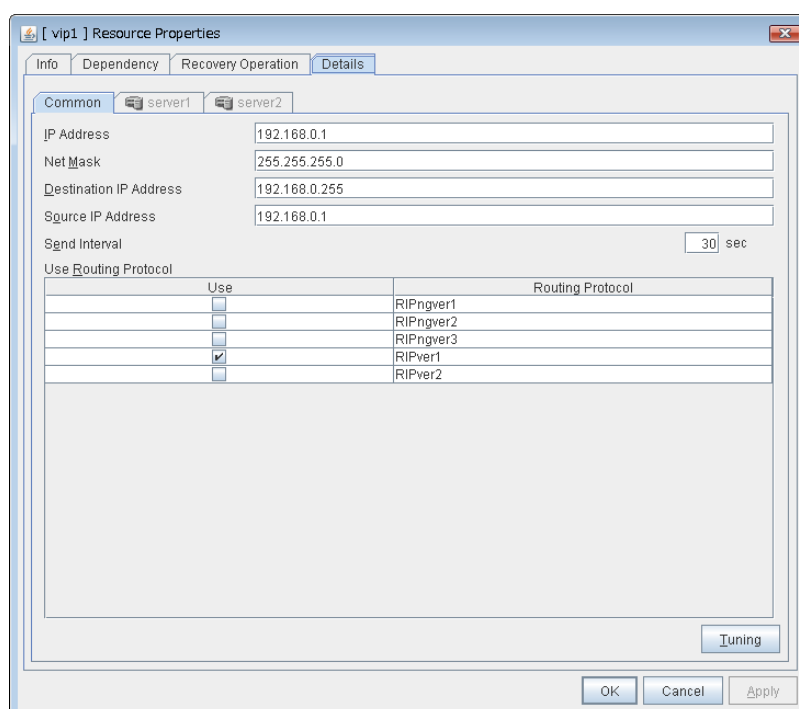 [ vip1 ] Resource Properties
Info Dependency Recovery Operation Details
Common server1 server2
IP Address 192.168.0.1
Net Mask 255.255.255.0
Destination IP Address 192.168.0.255
Source IP Address 192.168.0.1
Send Interval 30 sec
Use Routing Protocol
Use Routing Protocol
RIPngver1
RIPngver2
RIPngver3
RIPver1
RIPver2
Tuning
OK Cancel Apply